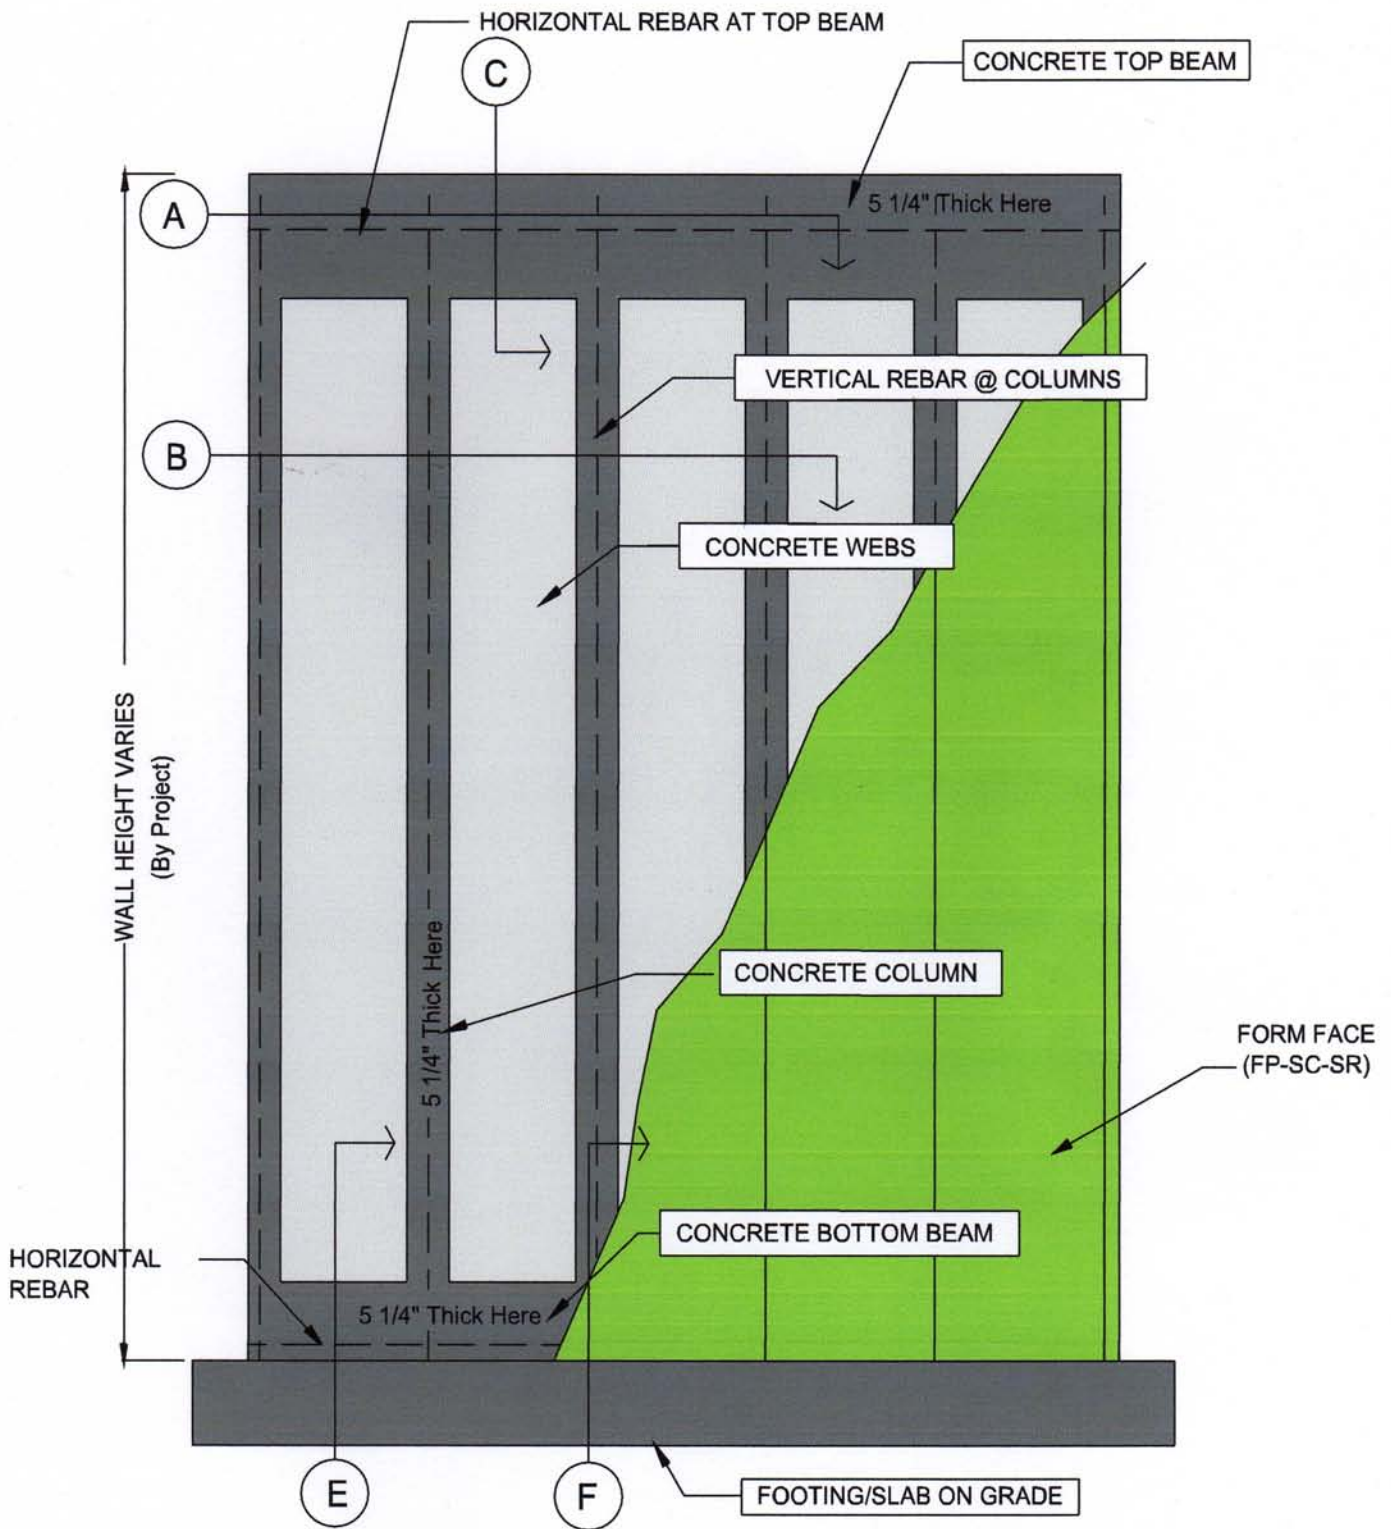 HORIZONTAL REBAR AT TOP BEAM
C
CONCRETE TOP BEAM
A
5 1/4" Thick Here
VERTICAL REBAR @ COLUMNS
B
CONCRETE WEBS
WALL HEIGHT VARIES
(By Project)
5 1/4" Thick Here
CONCRETE COLUMN
FORM FACE
(FP-SC-SR)
CONCRETE BOTTOM BEAM
HORIZONTAL
REBAR
5 1/4" Thick Here
E
F
FOOTING/SLAB ON GRADE